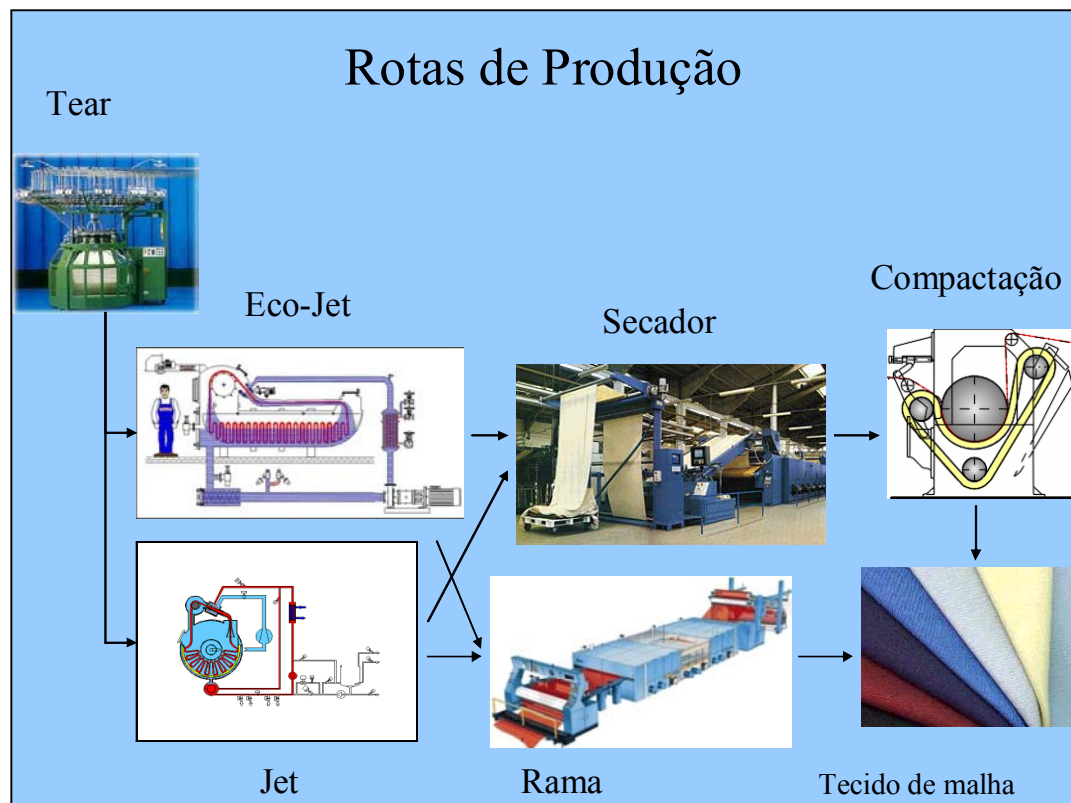 Rotas de Produção
Tear
Eco-Jet
Secador
Compactação
Jet
Rama
Tecido de malha